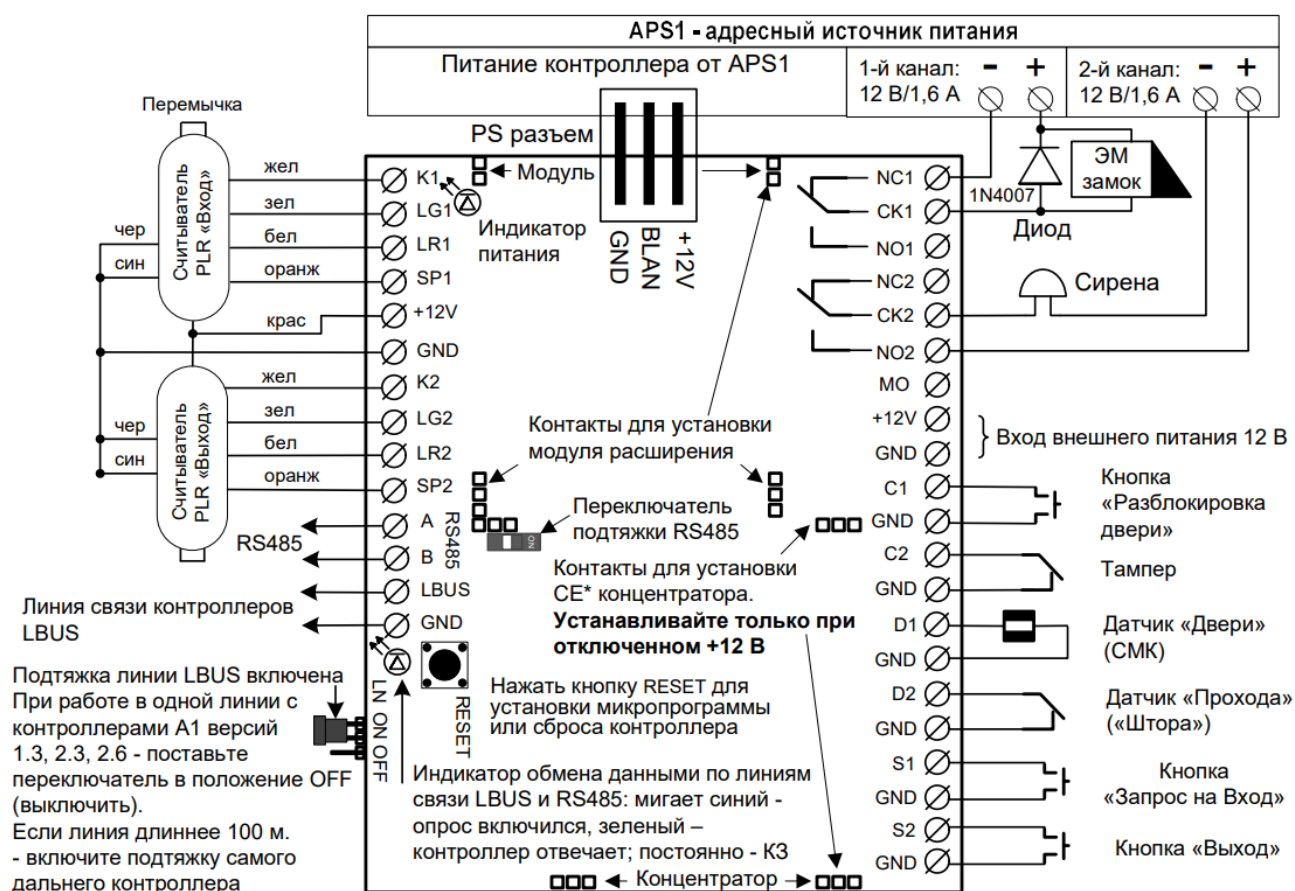 APS1 - адресный источник питания
Питание контроллера от APS1
1-й канал:
12 В/1,6 А
- +
2-й канал:
12 В/1,6 А
- +
PS разъем
GND
BLAN
+12V
Перемычка
Считыватель
PLR «Вход»
жел
зел
бел
оранж
крас
чер
син
Считыватель
PLR «Выход»
жел
зел
бел
оранж
чер
син
K1
LG1
LR1
SP1
+12V
GND
K2
LG2
LR2
SP2
A
B
RS485
LBUS
GND
RS485
Линия связи контроллеров
LBUS
Подтяжка линии LBUS включена
При работе в одной линии с
контроллерами А1 версий
1.3, 2.3, 2.6 - поставьте
переключатель в положение OFF
(выключить).
Если линия длиннее 100 м.
- включите подтяжку самого
дальнего контроллера
LN ON OFF
RESET
Модуль
Индикатор
питания
Контакты для установки
модуля расширения
Переключатель
подтяжки RS485
ON
Контакты для установки
CE* концентратора.
Устанавливайте только при
отключенном +12 В
Нажать кнопку RESET для
установки микропрограммы
или сброса контроллера
Индикатор обмена данными по линиям
связи LBUS и RS485: мигает синий -
опрос включился, зеленый –
контроллер отвечает; постоянно - КЗ
Концентратор
NC1
CK1
NO1
NC2
CK2
NO2
MO
+12V
GND
C1
GND
C2
GND
D1
GND
D2
GND
S1
GND
S2
GND
1N4007
Диод
ЭМ
замок
Сирена
Вход внешнего питания 12 В
Кнопка
«Разблокировка
двери»
Тампер
Датчик «Двери»
(СМК)
Датчик «Прохода»
(«Штора»)
Кнопка
«Запрос на Вход»
Кнопка «Выход»